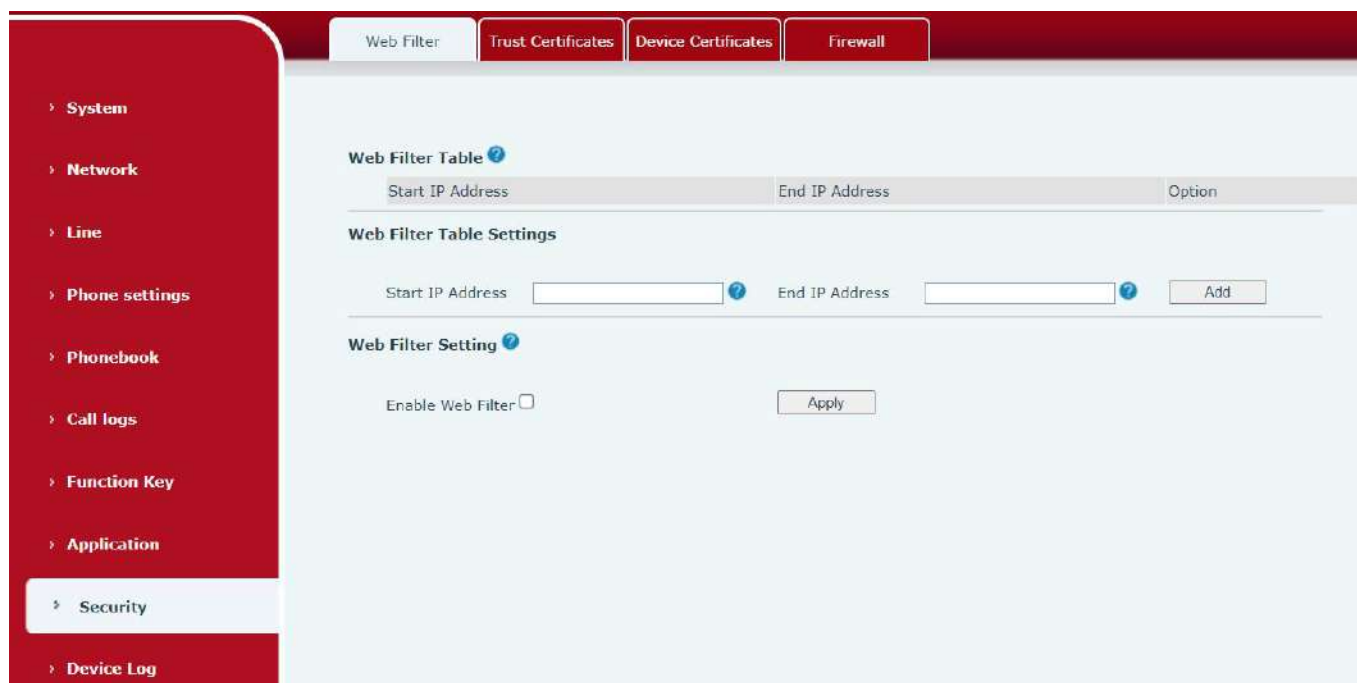 Web Filter Trust Certificates Device Certificates Firewall
System
Network
Line
Phone settings
Phonebook
Call logs
Function Key
Application
Security
Device Log
Web Filter Table ?
Start IP Address End IP Address Option
Web Filter Table Settings
Start IP Address ? End IP Address ? Add
Web Filter Setting ?
Enable Web Filter Apply